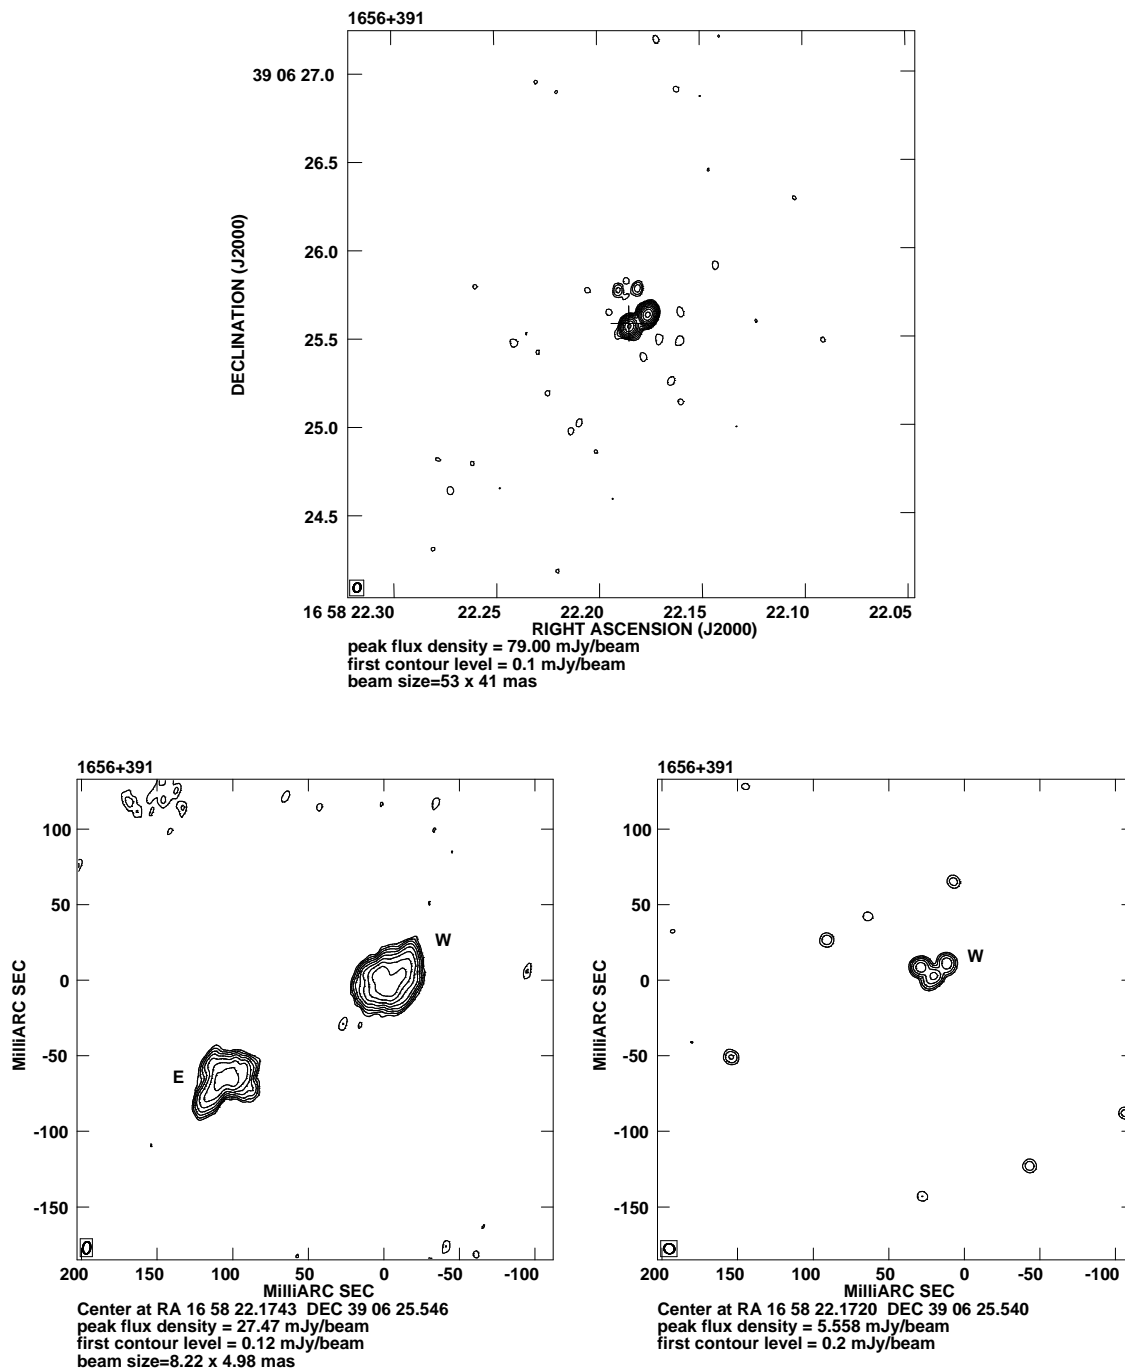 1656+391
39 06 27.0
26.5
26.0
25.5
25.0
24.5
DECLINATION (J2000)
16 58 22.30 22.25 22.20 22.15 22.10 22.05
RIGHT ASCENSION (J2000)
peak flux density = 79.00 mJy/beam
first contour level = 0.1 mJy/beam
beam size=53 x 41 mas
1656+391
100
50
0
-50
-100
-150
MilliARC SEC
W
E
200 150 100 50 0 -50 -100
MilliARC SEC
Center at RA 16 58 22.1743 DEC 39 06 25.546
peak flux density = 27.47 mJy/beam
first contour level = 0.12 mJy/beam
beam size=8.22 x 4.98 mas
1656+391
100
50
0
-50
-100
-150
MilliARC SEC
W
200 150 100 50 0 -50 -100
MilliARC SEC
Center at RA 16 58 22.1720 DEC 39 06 25.540
peak flux density = 5.558 mJy/beam
first contour level = 0.2 mJy/beam